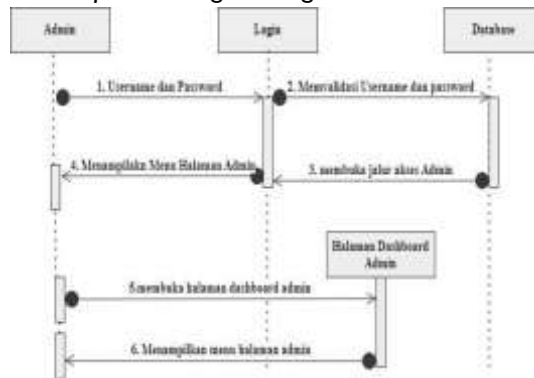 Admin
Login
Database
1. Username dan Password
2. Memvalidasi Username dan password
4. Menampilakn Menu Halaman Admin
3. membuka jalur akses Admin
Halaman Dashboard
Admin
5.membuka halaman dashboard admin
6. Menampilkan menu halaman admin